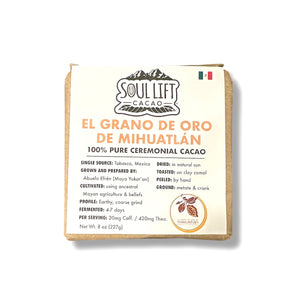 SOUL LIFT
CACAO
EL GRANO DE ORO
DE MIHUATLÁN
100% PURE CEREMONIAL CACAO
SINGLE SOURCE: Tabasco, Mexico
GROWN AND PREPARED BY:
Abuelo Efrén (Maya Yokot'an)
CULTIVATED: using ancestral
Mayan agriculture & beliefs
PROFILE: Earthy, coarse grind
FERMENTED: 4-7 days
PER SERVING: 20mg Caff. / 420mg Theo.
NET WT: 8 oz (227g)
DRIED: in natural sun
TOASTED: on clay comal
PEELED: by hand
GROUND: metate & crank